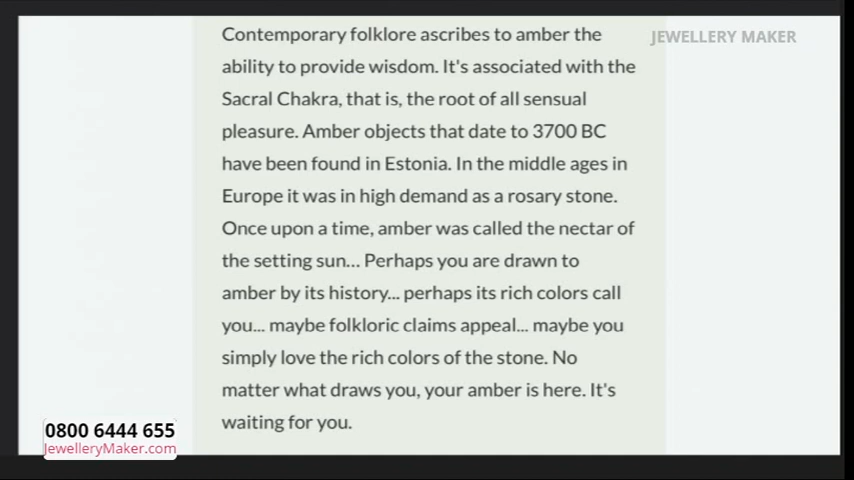 Contemporary folklore ascribes to amber the
JEWELLERY MAKER
ability to provide wisdom. It's associated with the
Sacral Chakra, that is, the root of all sensual
pleasure. Amber objects that date to 3700 BC
have been found in Estonia. In the middle ages in
Europe it was in high demand as a rosary stone.
Once upon a time, amber was called the nectar of
the setting sun... Perhaps you are drawn to
amber by its history... perhaps its rich colors call
you... maybe folkloric claims appeal... maybe you
simply love the rich colors of the stone. No
matter what draws you, your amber is here. It's
waiting for you.
0800 6444 655
JewelleryMaker.com